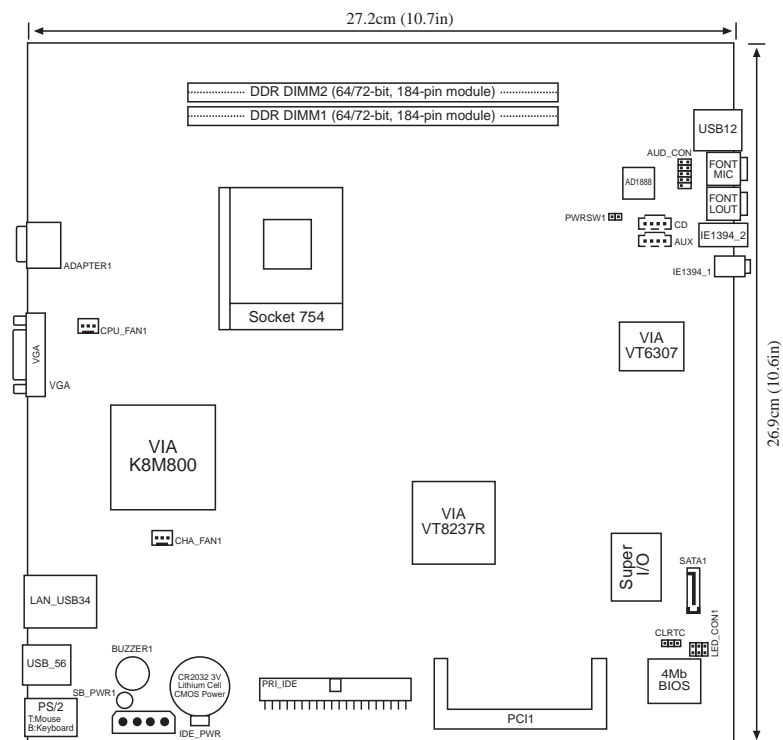 27.2cm (10.7in)
DDR DIMM2 (64/72-bit, 184-pin module)
DDR DIMM1 (64/72-bit, 184-pin module)
USB12
AUD_CON
FONT
MIC
AD1888
FONT
LOUT
PWRSW1
CD
IE1394_2
AUX
ADAPTER1
IE1394_1
Socket 754
CPU_FAN1
VIA
VT6307
VGA
VGA
26.9cm (10.6in)
VIA
K8M800
VIA
VT8237R
CHA_FAN1
Super
I/O
SATA1
LAN_USB34
CLRTC
LED_CON1
BUZZER1
USB_56
CR2032 3V
Lithium Cell
CMOS Power
PRI_IDE
4Mb
BIOS
SB_PWR1
PS/2
T:Mouse
B:Keyboard
PCI1
IDE_PWR